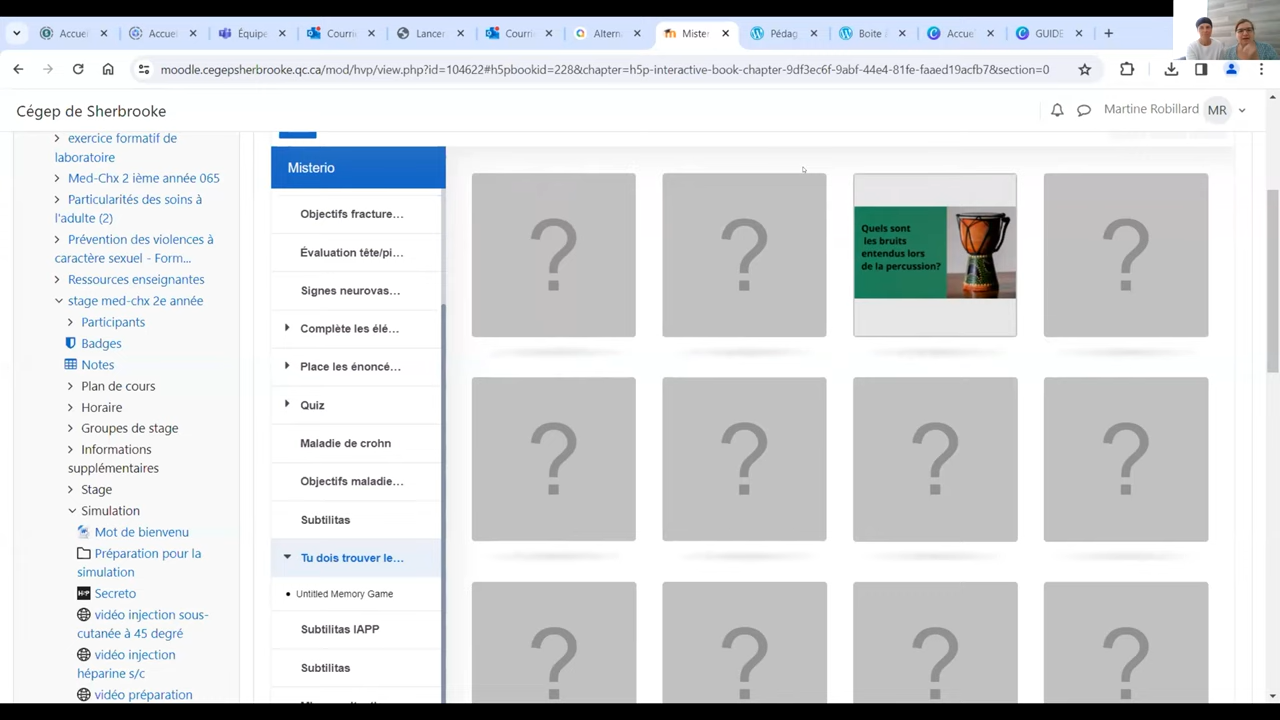 Accuei
Accuei
Équipe
Courri
Lancer
Courri
Altern
Mister
Pédag
Boite
Accue
GUIDE
moodle.cegepsherbrooke.qc.ca/mod/hvp/view.php?id=104622#h5pbookid=236&chapter=h5p-interactive-book-chapter-9df3ec6f-9abf-44e4-81fe-faaed19acfb7&section=0
Cégep de Sherbrooke
Martine Robillard
MR
exercice formatif de
laboratoire
Med-Chx 2 ième année 065
Particularités des soins à
l'adulte (2)
Prévention des violences à
caractère sexuel - Form...
Ressources enseignantes
stage med-chx 2e année
Participants
Badges
Notes
Plan de cours
Horaire
Groupes de stage
Informations
supplémentaires
Stage
Simulation
Mot de bienvenu
Préparation pour la
simulation
H-P
Secreto
vidéo injection sous-
cutanée à 45 degré
vidéo injection
héparine s/c
vidéo préparation
Misterio
Objectifs fracture...
Évaluation tête/pi...
Signes neurovas...
Complète les élé...
Place les énoncé...
Quiz
Maladie de crohn
Objectifs maladie...
Subtilitas
Tu dois trouver le...
Untitled Memory Game
Subtilitas IAPP
Subtilitas
? ? ?
Quels sont
les bruits
entendus lors
de la percussion?
? ? ? ?
? ? ? ?